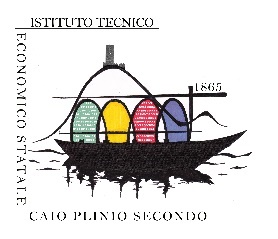 ISTITUTO TECNICO
ECONOMICO STATALE
1865
CAIO PLINIO SECONDO